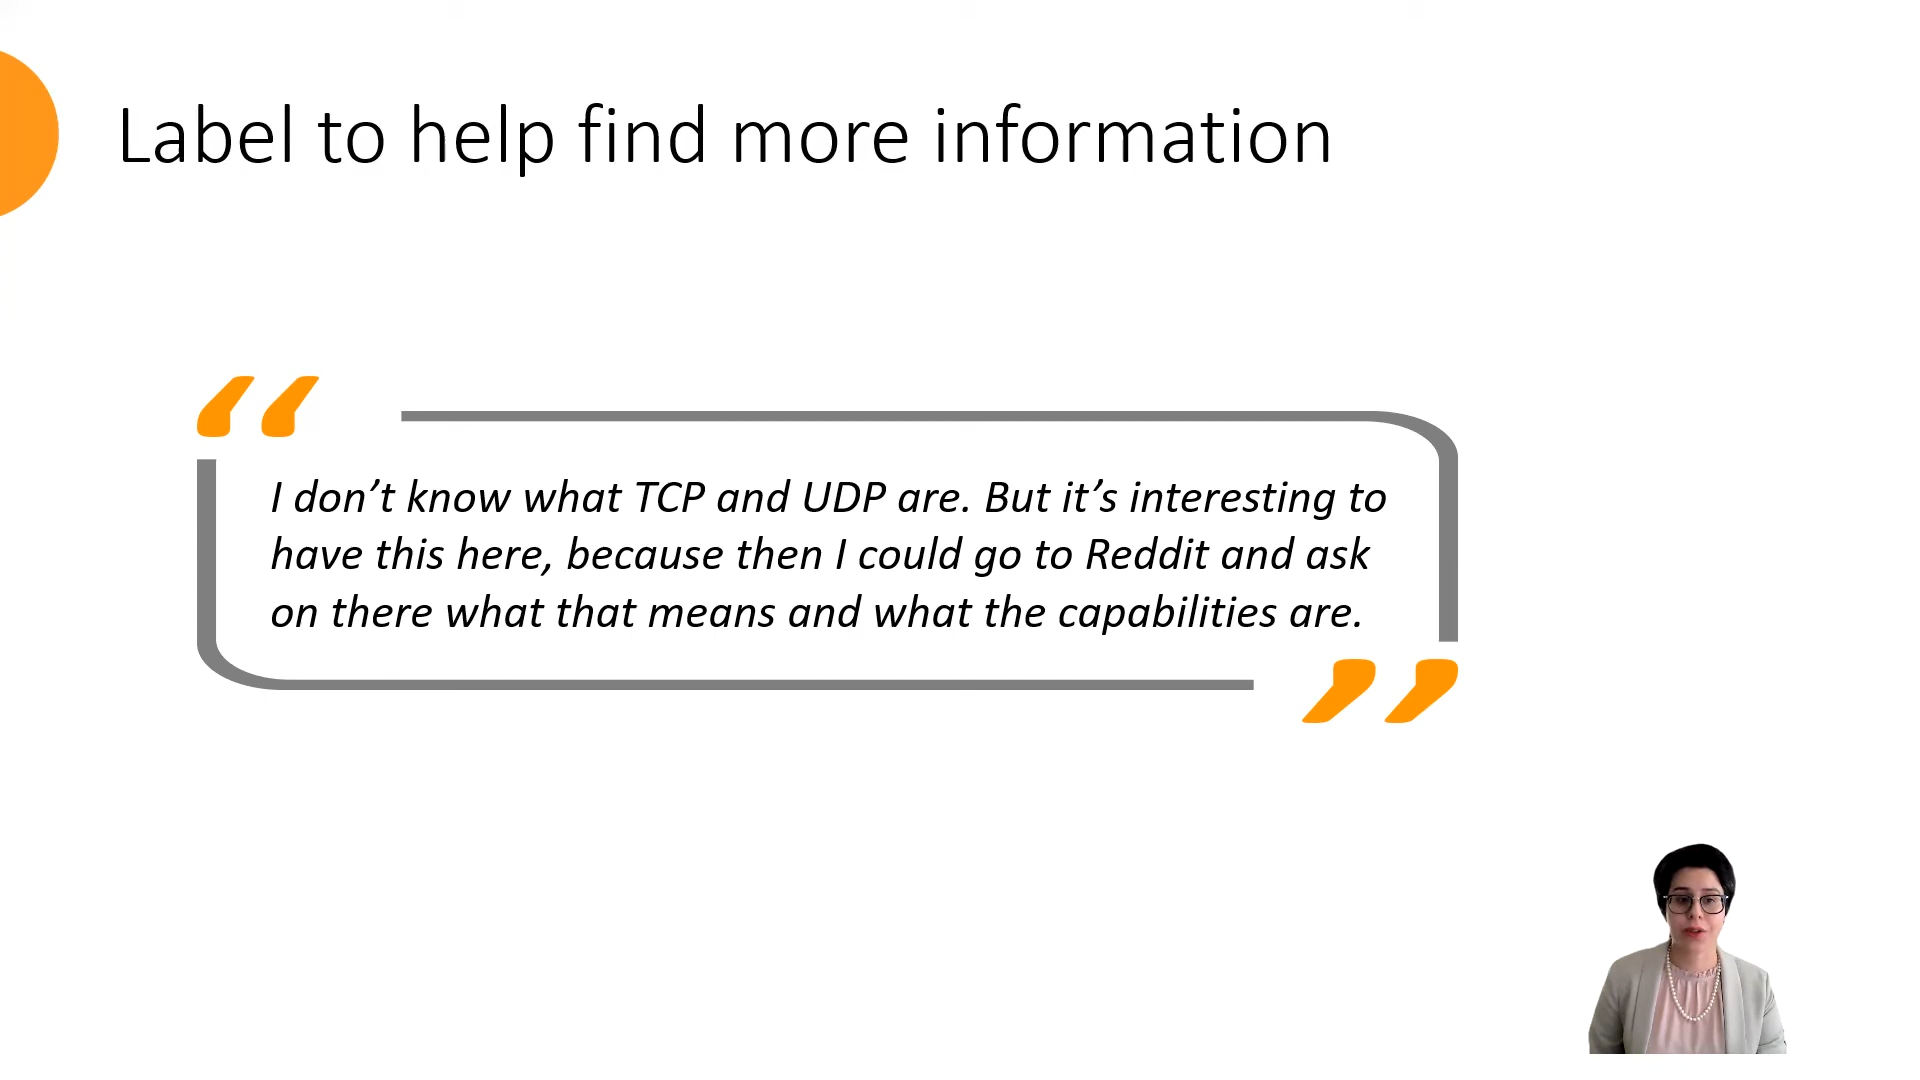 Label to help find more information
“
I don’t know what TCP and UDP are. But it’s interesting to
have this here, because then I could go to Reddit and ask
on there what that means and what the capabilities are.
”